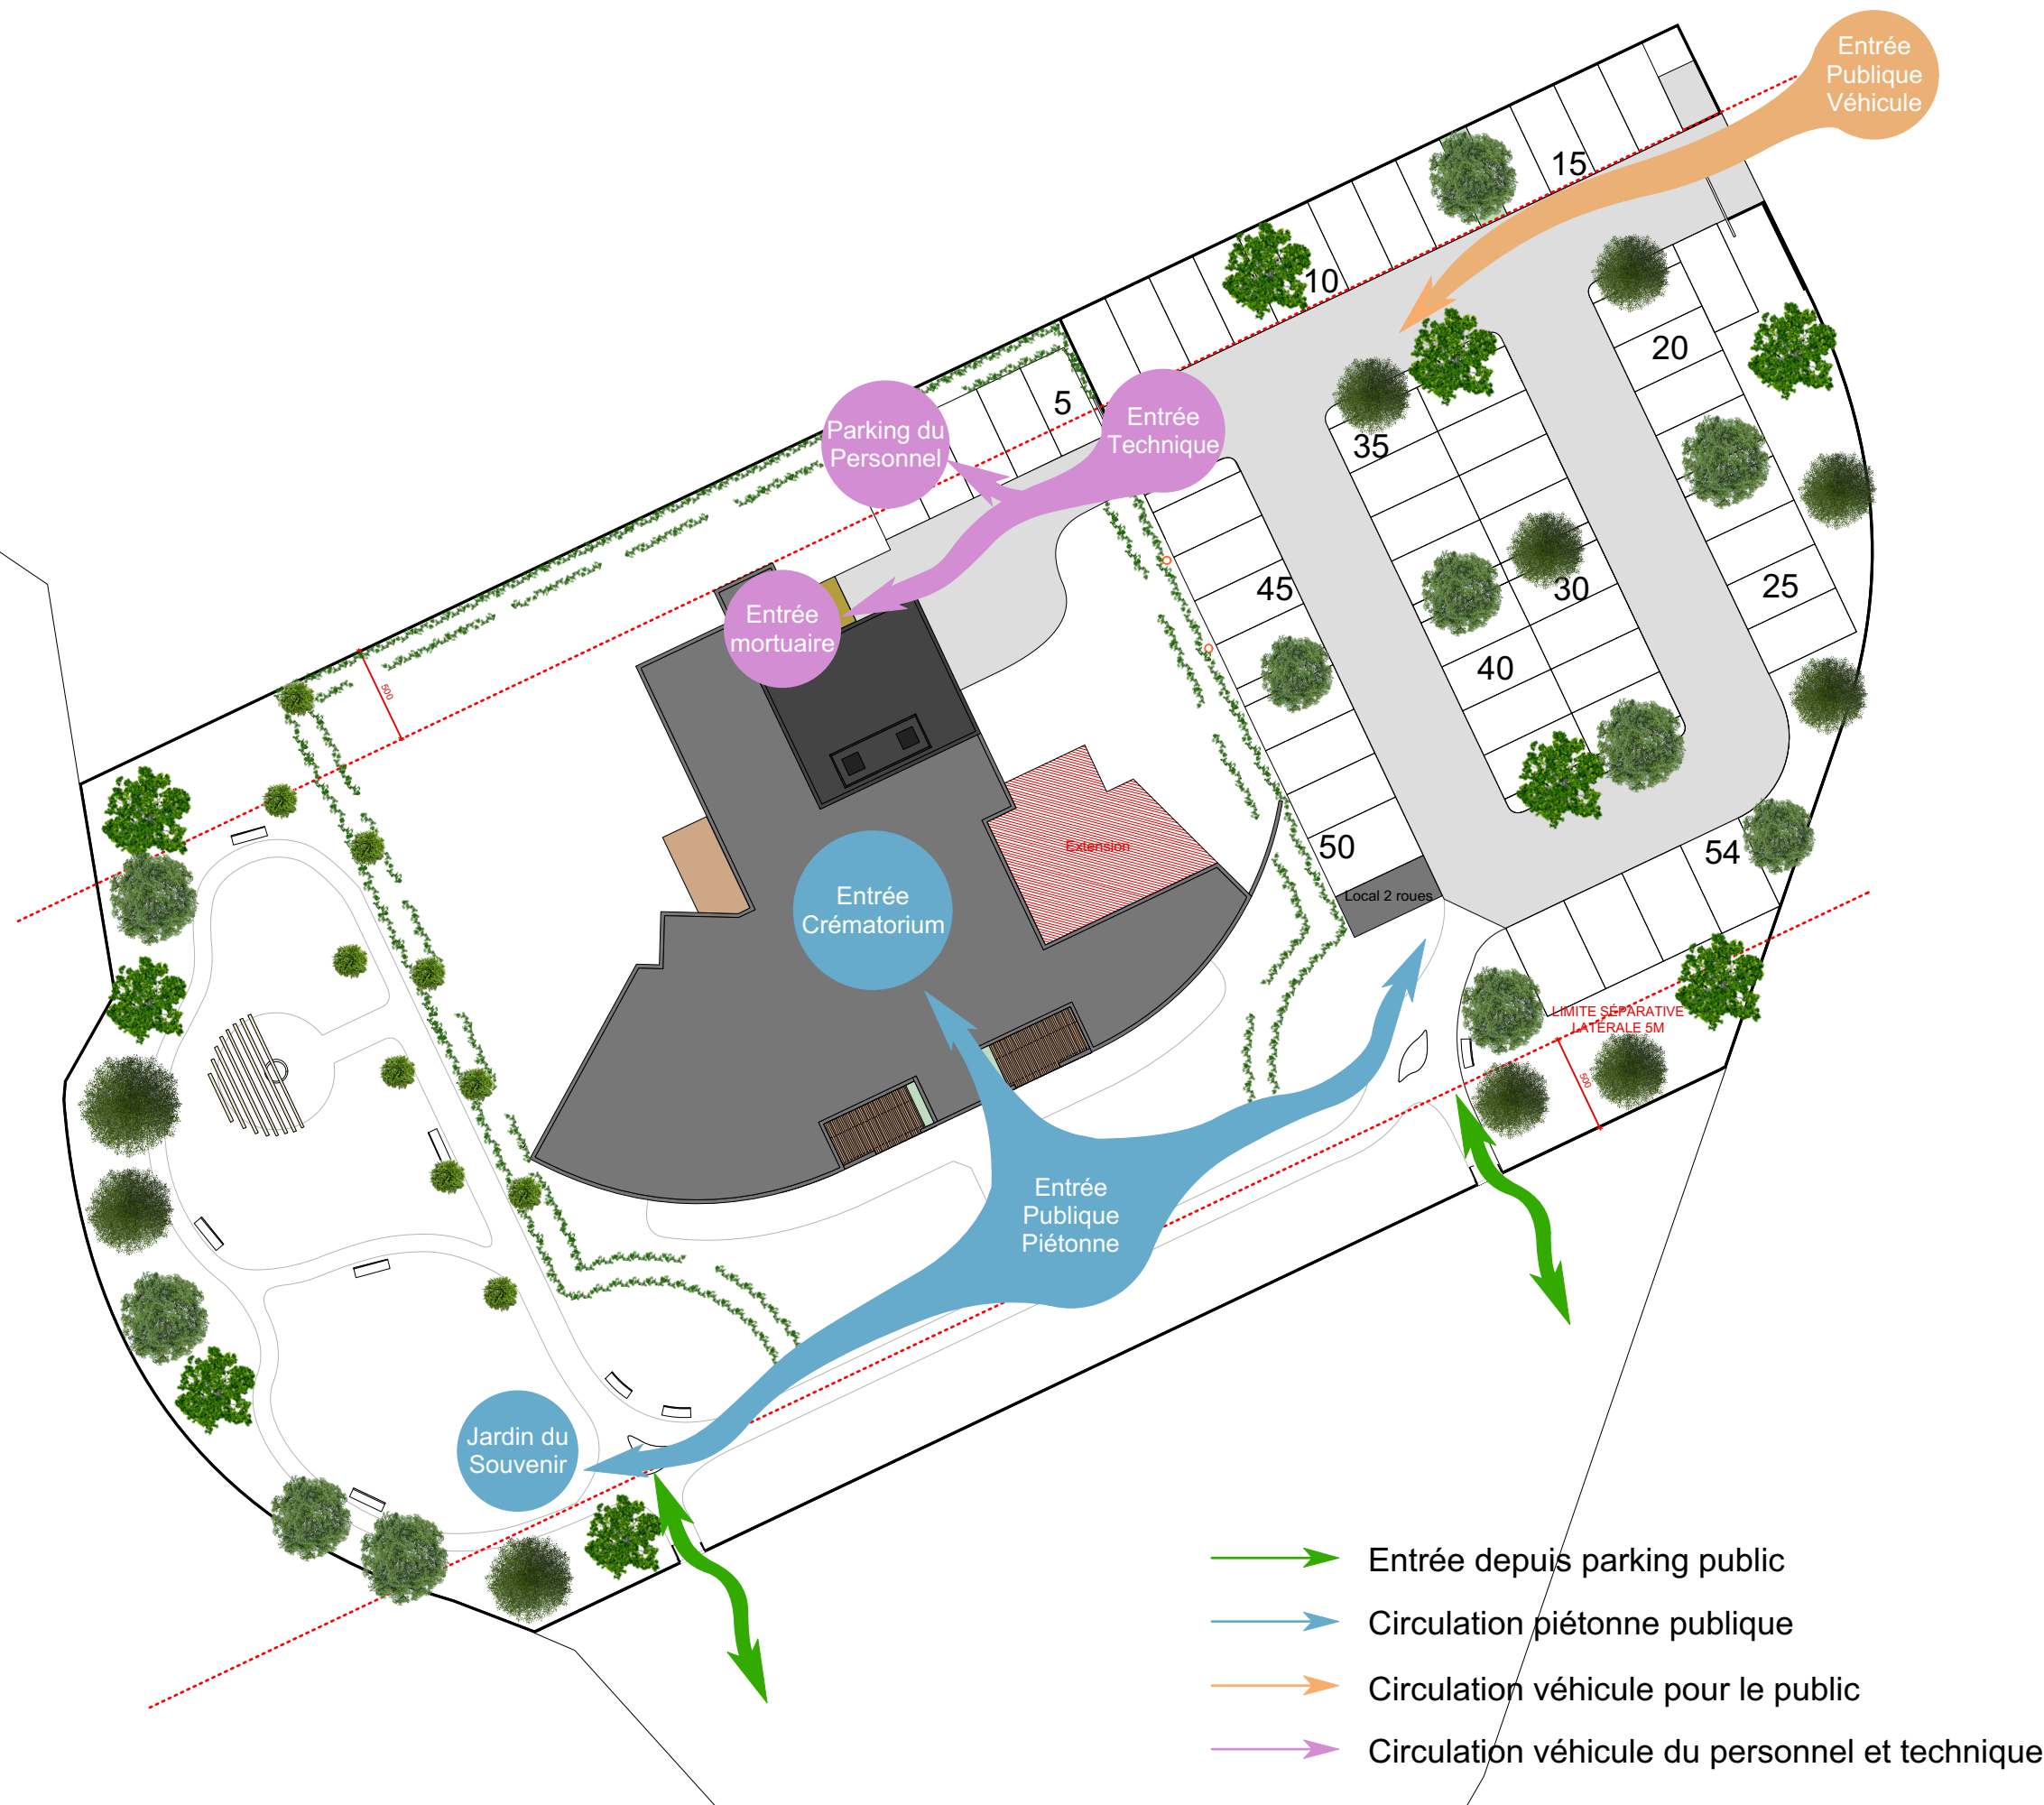 Entrée
Publique
Véhicule
15
10
20
5
Entrée
Technique
Parking du
Personnel
35
45
30
25
Entrée
mortuaire
40
500
Extension
50
54
Local 2 roues
Entrée
Crématorium
LIMITE SÉPARATIVE
LATÉRALE 5M
500
Entrée
Publique
Piétonne
Jardin du
Souvenir
Entrée depuis parking public
Circulation piétonne publique
Circulation véhicule pour le public
Circulation véhicule du personnel et technique